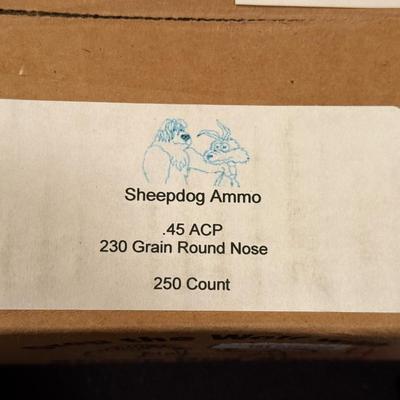 Sheepdog Ammo
.45 ACP
230 Grain Round Nose
250 Count